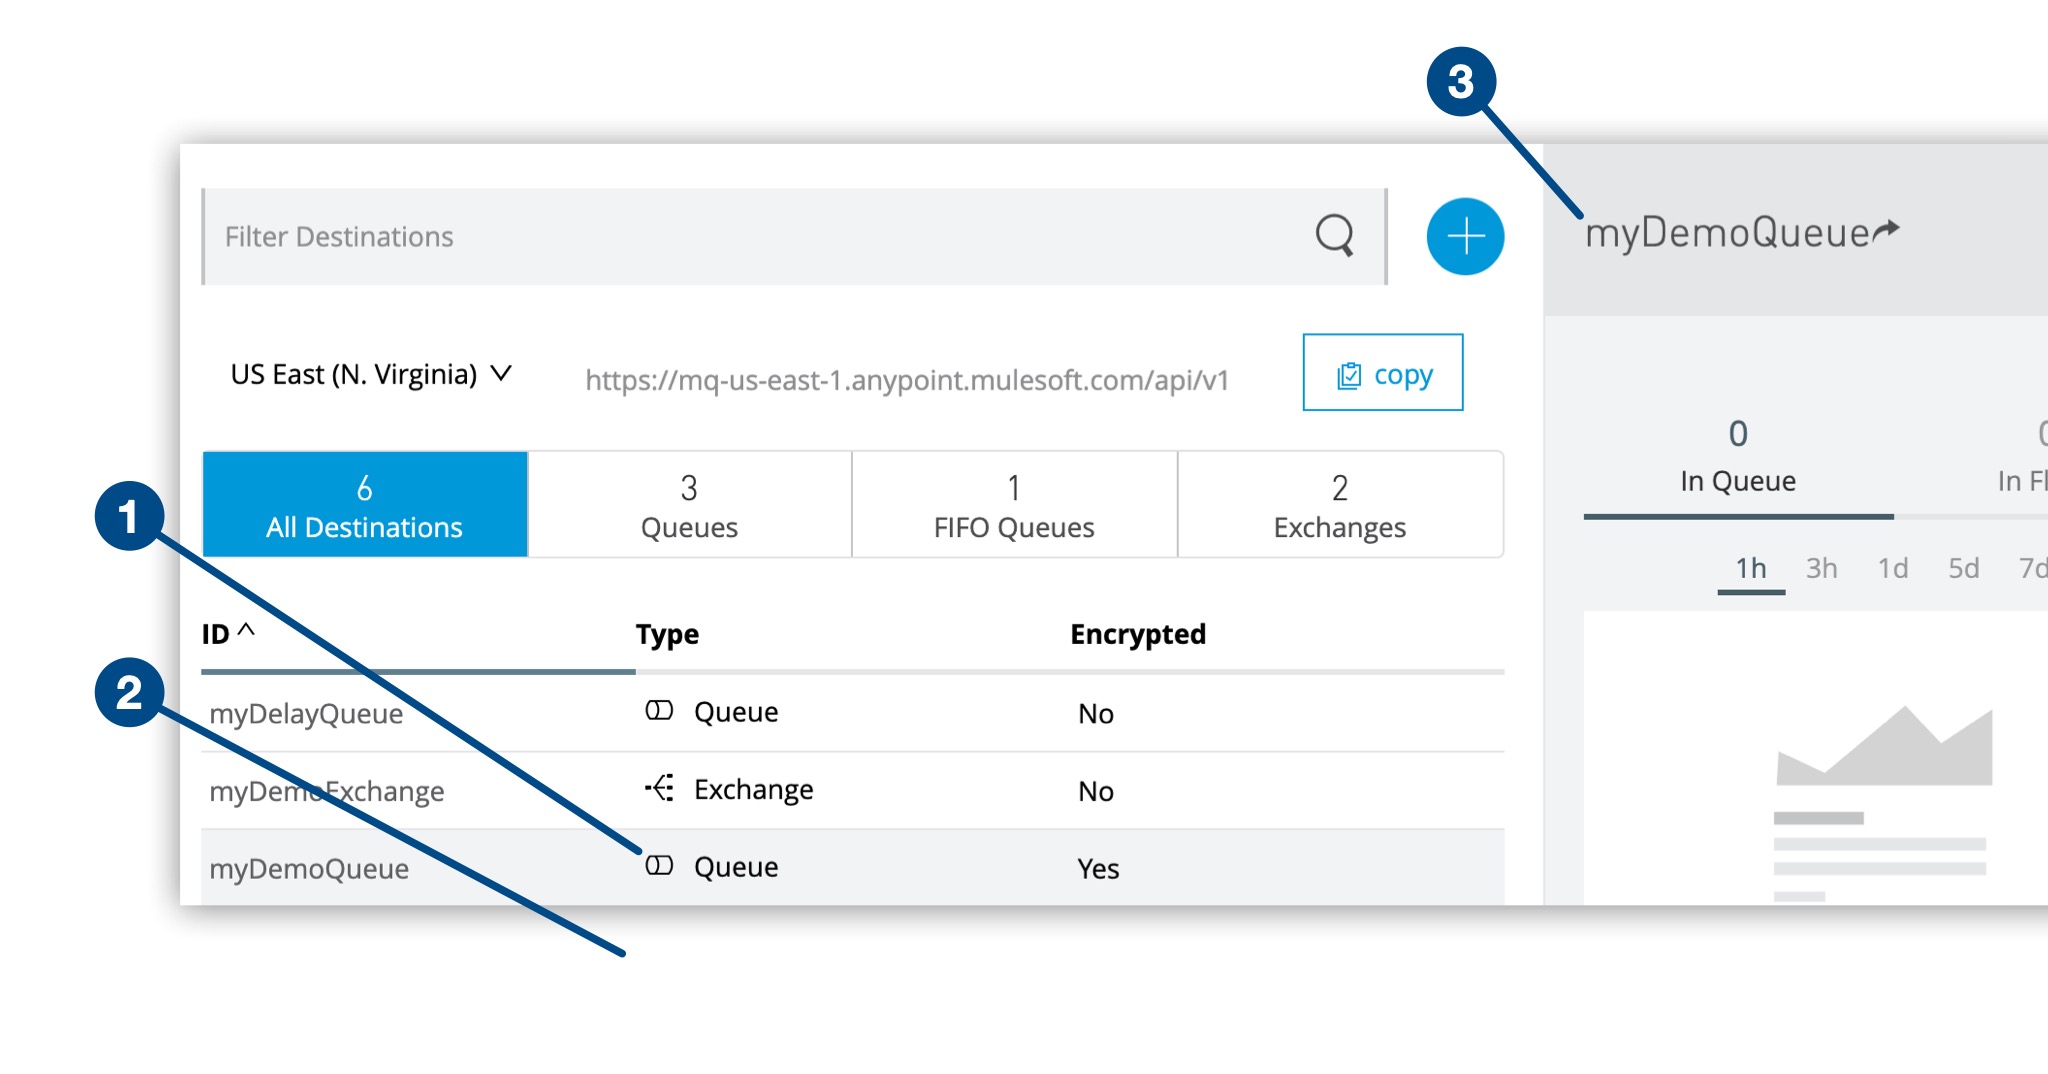 3
Filter Destinations
myDemoQueue
US East (N. Virginia)
https://mq-us-east-1.anypoint.mulesoft.com/api/v1
copy
0
In Queue
6
All Destinations
3
Queues
1
FIFO Queues
2
Exchanges
1
1h 3h 1d 5d 7d
ID Type Encrypted
2
myDelayQueue Queue No
myDemoExchange Exchange No
myDemoQueue Queue Yes